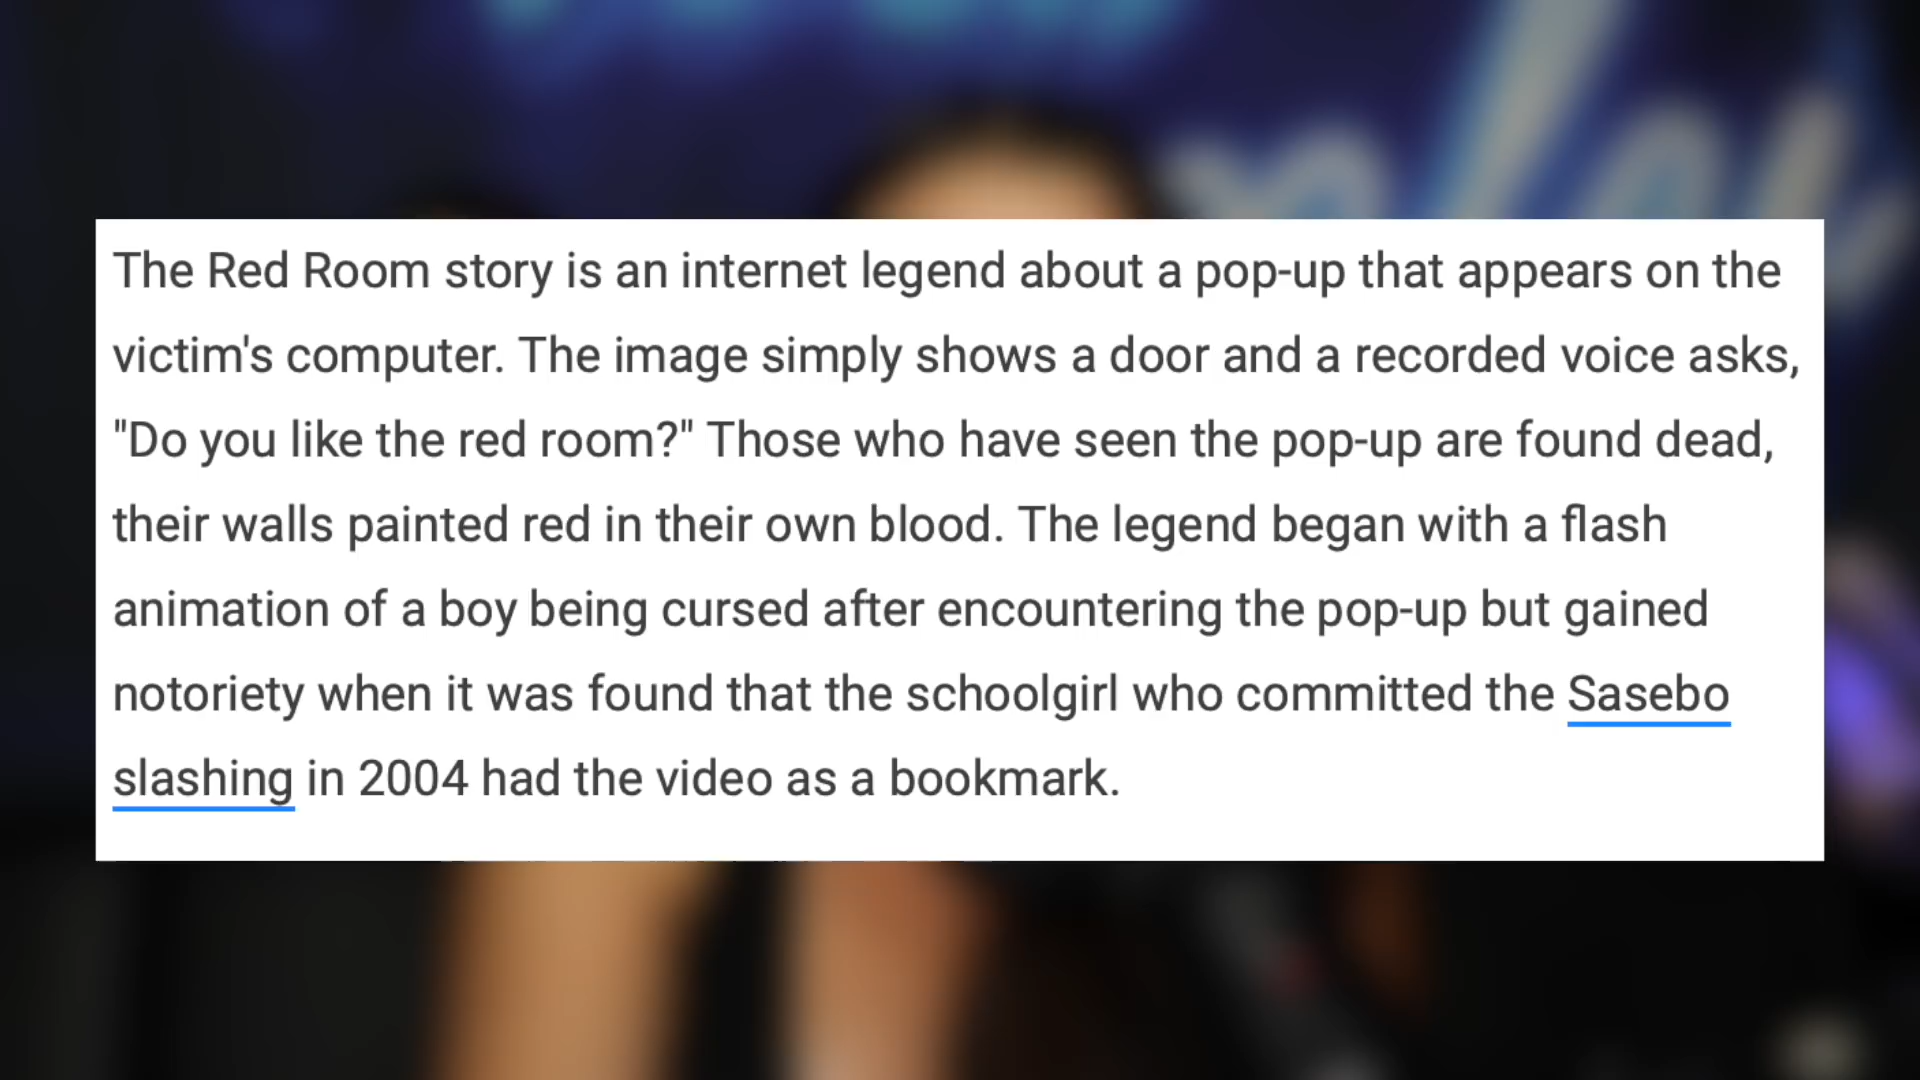 The Red Room story is an internet legend about a pop-up that appears on the
victim's computer. The image simply shows a door and a recorded voice asks,
"Do you like the red room?" Those who have seen the pop-up are found dead,
their walls painted red in their own blood. The legend began with a flash
animation of a boy being cursed after encountering the pop-up but gained
notoriety when it was found that the schoolgirl who committed the Sasebo
slashing in 2004 had the video as a bookmark.